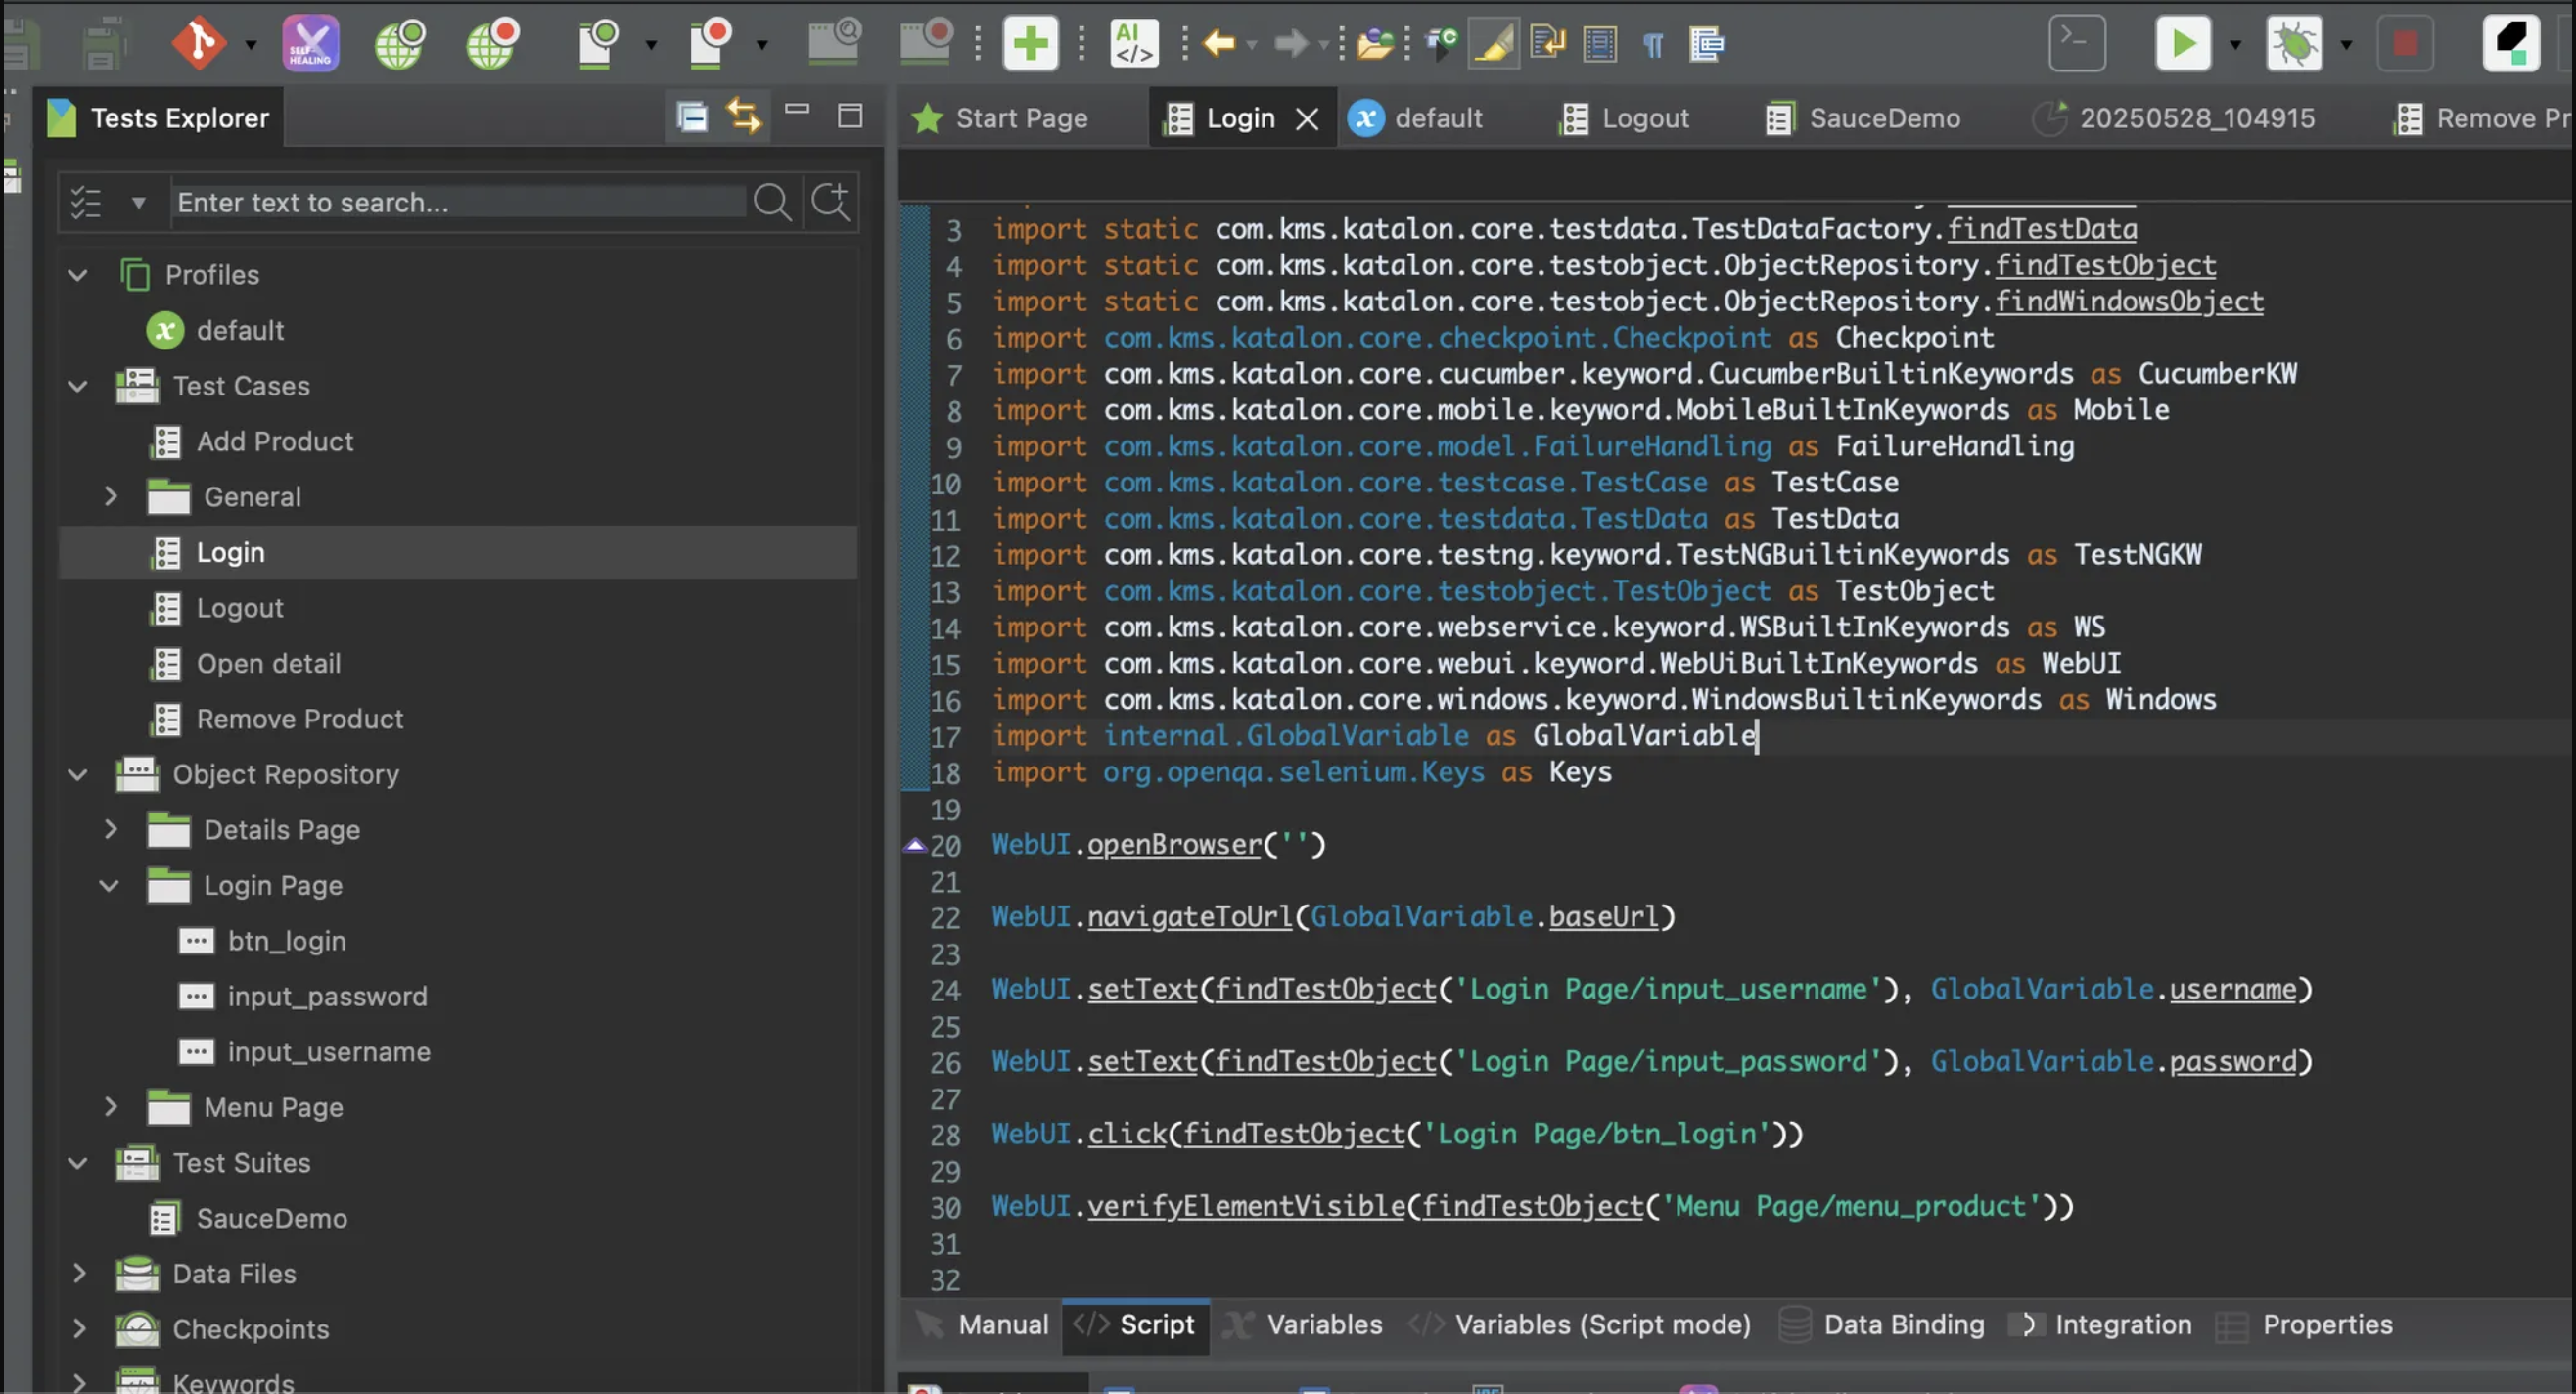 SELF-
HEALING
AI
</>
Tests Explorer
Enter text to search...
Profiles
default
Test Cases
Add Product
General
Login
Logout
Open detail
Remove Product
Object Repository
Details Page
Login Page
btn_login
input_password
input_username
Menu Page
Test Suites
SauceDemo
Data Files
Checkpoints
Keywords
Start Page
Login
default
Logout
SauceDemo
20250528_104915
Remove Pr
3 import static com.kms.katalon.core.testdata.TestDataFactory.findTestData
4 import static com.kms.katalon.core.testobject.ObjectRepository.findTestObject
5 import static com.kms.katalon.core.testobject.ObjectRepository.findWindowsObject
6 import com.kms.katalon.core.checkpoint.Checkpoint as Checkpoint
7 import com.kms.katalon.core.cucumber.keyword.CucumberBuiltinKeywords as CucumberKW
8 import com.kms.katalon.core.mobile.keyword.MobileBuiltInKeywords as Mobile
9 import com.kms.katalon.core.model.FailureHandling as FailureHandling
10 import com.kms.katalon.core.testcase.TestCase as TestCase
11 import com.kms.katalon.core.testdata.TestData as TestData
12 import com.kms.katalon.core.testng.keyword.TestNGBuiltinKeywords as TestNGKW
13 import com.kms.katalon.core.testobject.TestObject as TestObject
14 import com.kms.katalon.core.webservice.keyword.WSBuiltInKeywords as WS
15 import com.kms.katalon.core.webui.keyword.WebUiBuiltInKeywords as WebUI
16 import com.kms.katalon.core.windows.keyword.WindowsBuiltinKeywords as Windows
17 import internal.GlobalVariable as GlobalVariable
18 import org.openqa.selenium.Keys as Keys
19
20 WebUI.openBrowser('')
21
22 WebUI.navigateToUrl(GlobalVariable.baseUrl)
23
24 WebUI.setText(findTestObject('Login Page/input_username'), GlobalVariable.username)
25
26 WebUI.setText(findTestObject('Login Page/input_password'), GlobalVariable.password)
27
28 WebUI.click(findTestObject('Login Page/btn_login'))
29
30 WebUI.verifyElementVisible(findTestObject('Menu Page/menu_product'))
31
32
Manual
</> Script
Variables
</> Variables (Script mode)
Data Binding
Integration
Properties